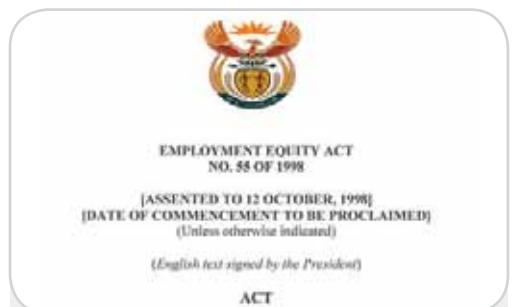 EMPLOYMENT EQUITY ACT
NO. 55 OF 1998
[ASSENTED TO 12 OCTOBER, 1998]
[DATE OF COMMENCEMENT TO BE PROCLAIMED]
(Unless otherwise indicated)
(English text signed by the President)
ACT